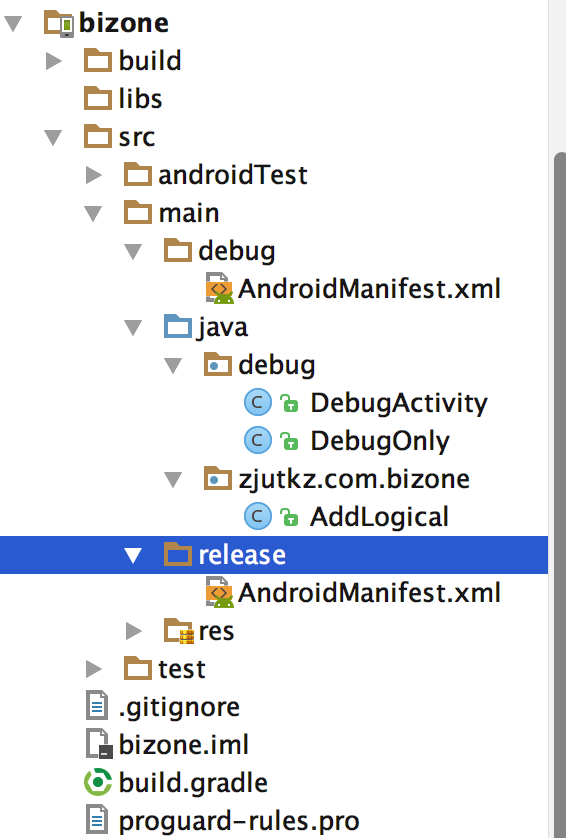 bizone
build
libs
src
androidTest
main
debug
AndroidManifest.xml
java
debug
C DebugActivity
C DebugOnly
zjutkz.com.bizone
C AddLogical
release
AndroidManifest.xml
res
test
.gitignore
bizone.iml
build.gradle
proguard-rules.pro